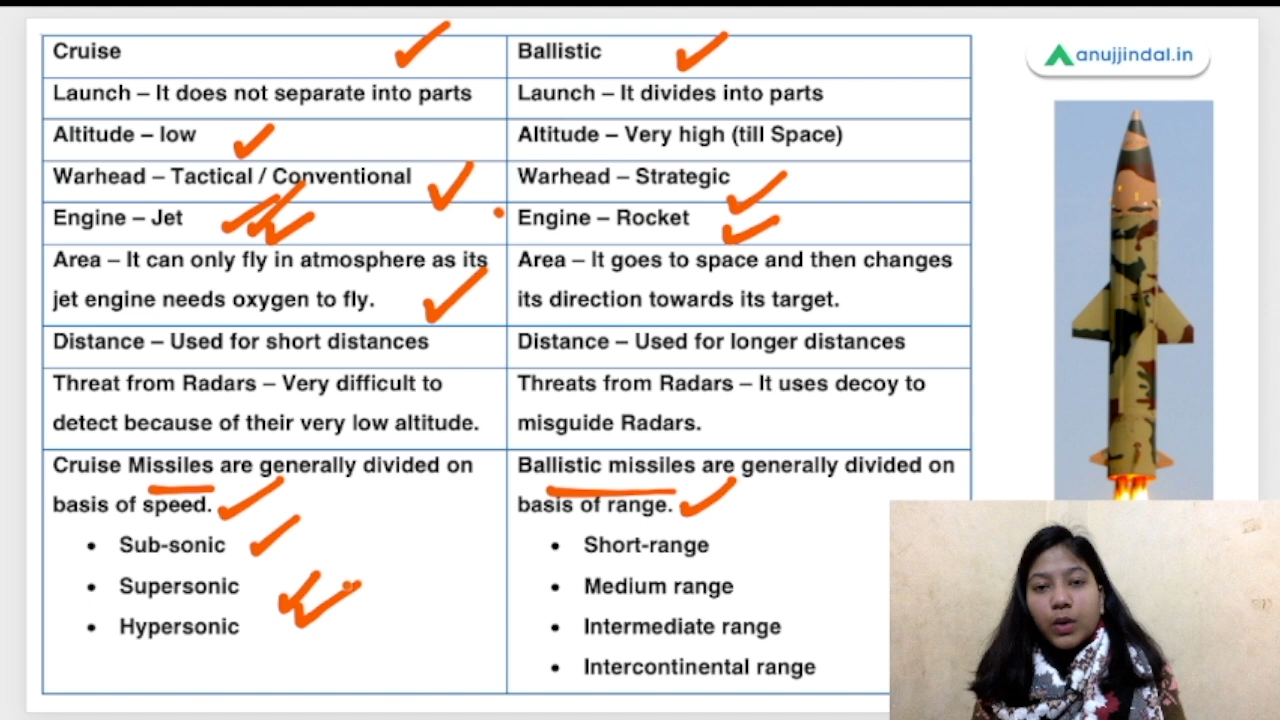 Cruise
Ballistic
anujjindal.in
Launch – It does not separate into parts
Launch – It divides into parts
Altitude – low
Altitude – Very high (till Space)
Warhead – Tactical / Conventional
Warhead – Strategic
Engine – Jet
Engine – Rocket
Area – It can only fly in atmosphere as its
jet engine needs oxygen to fly.
Area – It goes to space and then changes
its direction towards its target.
Distance – Used for short distances
Distance – Used for longer distances
Threat from Radars – Very difficult to
detect because of their very low altitude.
Threats from Radars – It uses decoy to
misguide Radars.
Cruise Missiles are generally divided on
basis of speed.
• Sub-sonic
• Supersonic
• Hypersonic
Ballistic missiles are generally divided on
basis of range.
• Short-range
• Medium range
• Intermediate range
• Intercontinental range